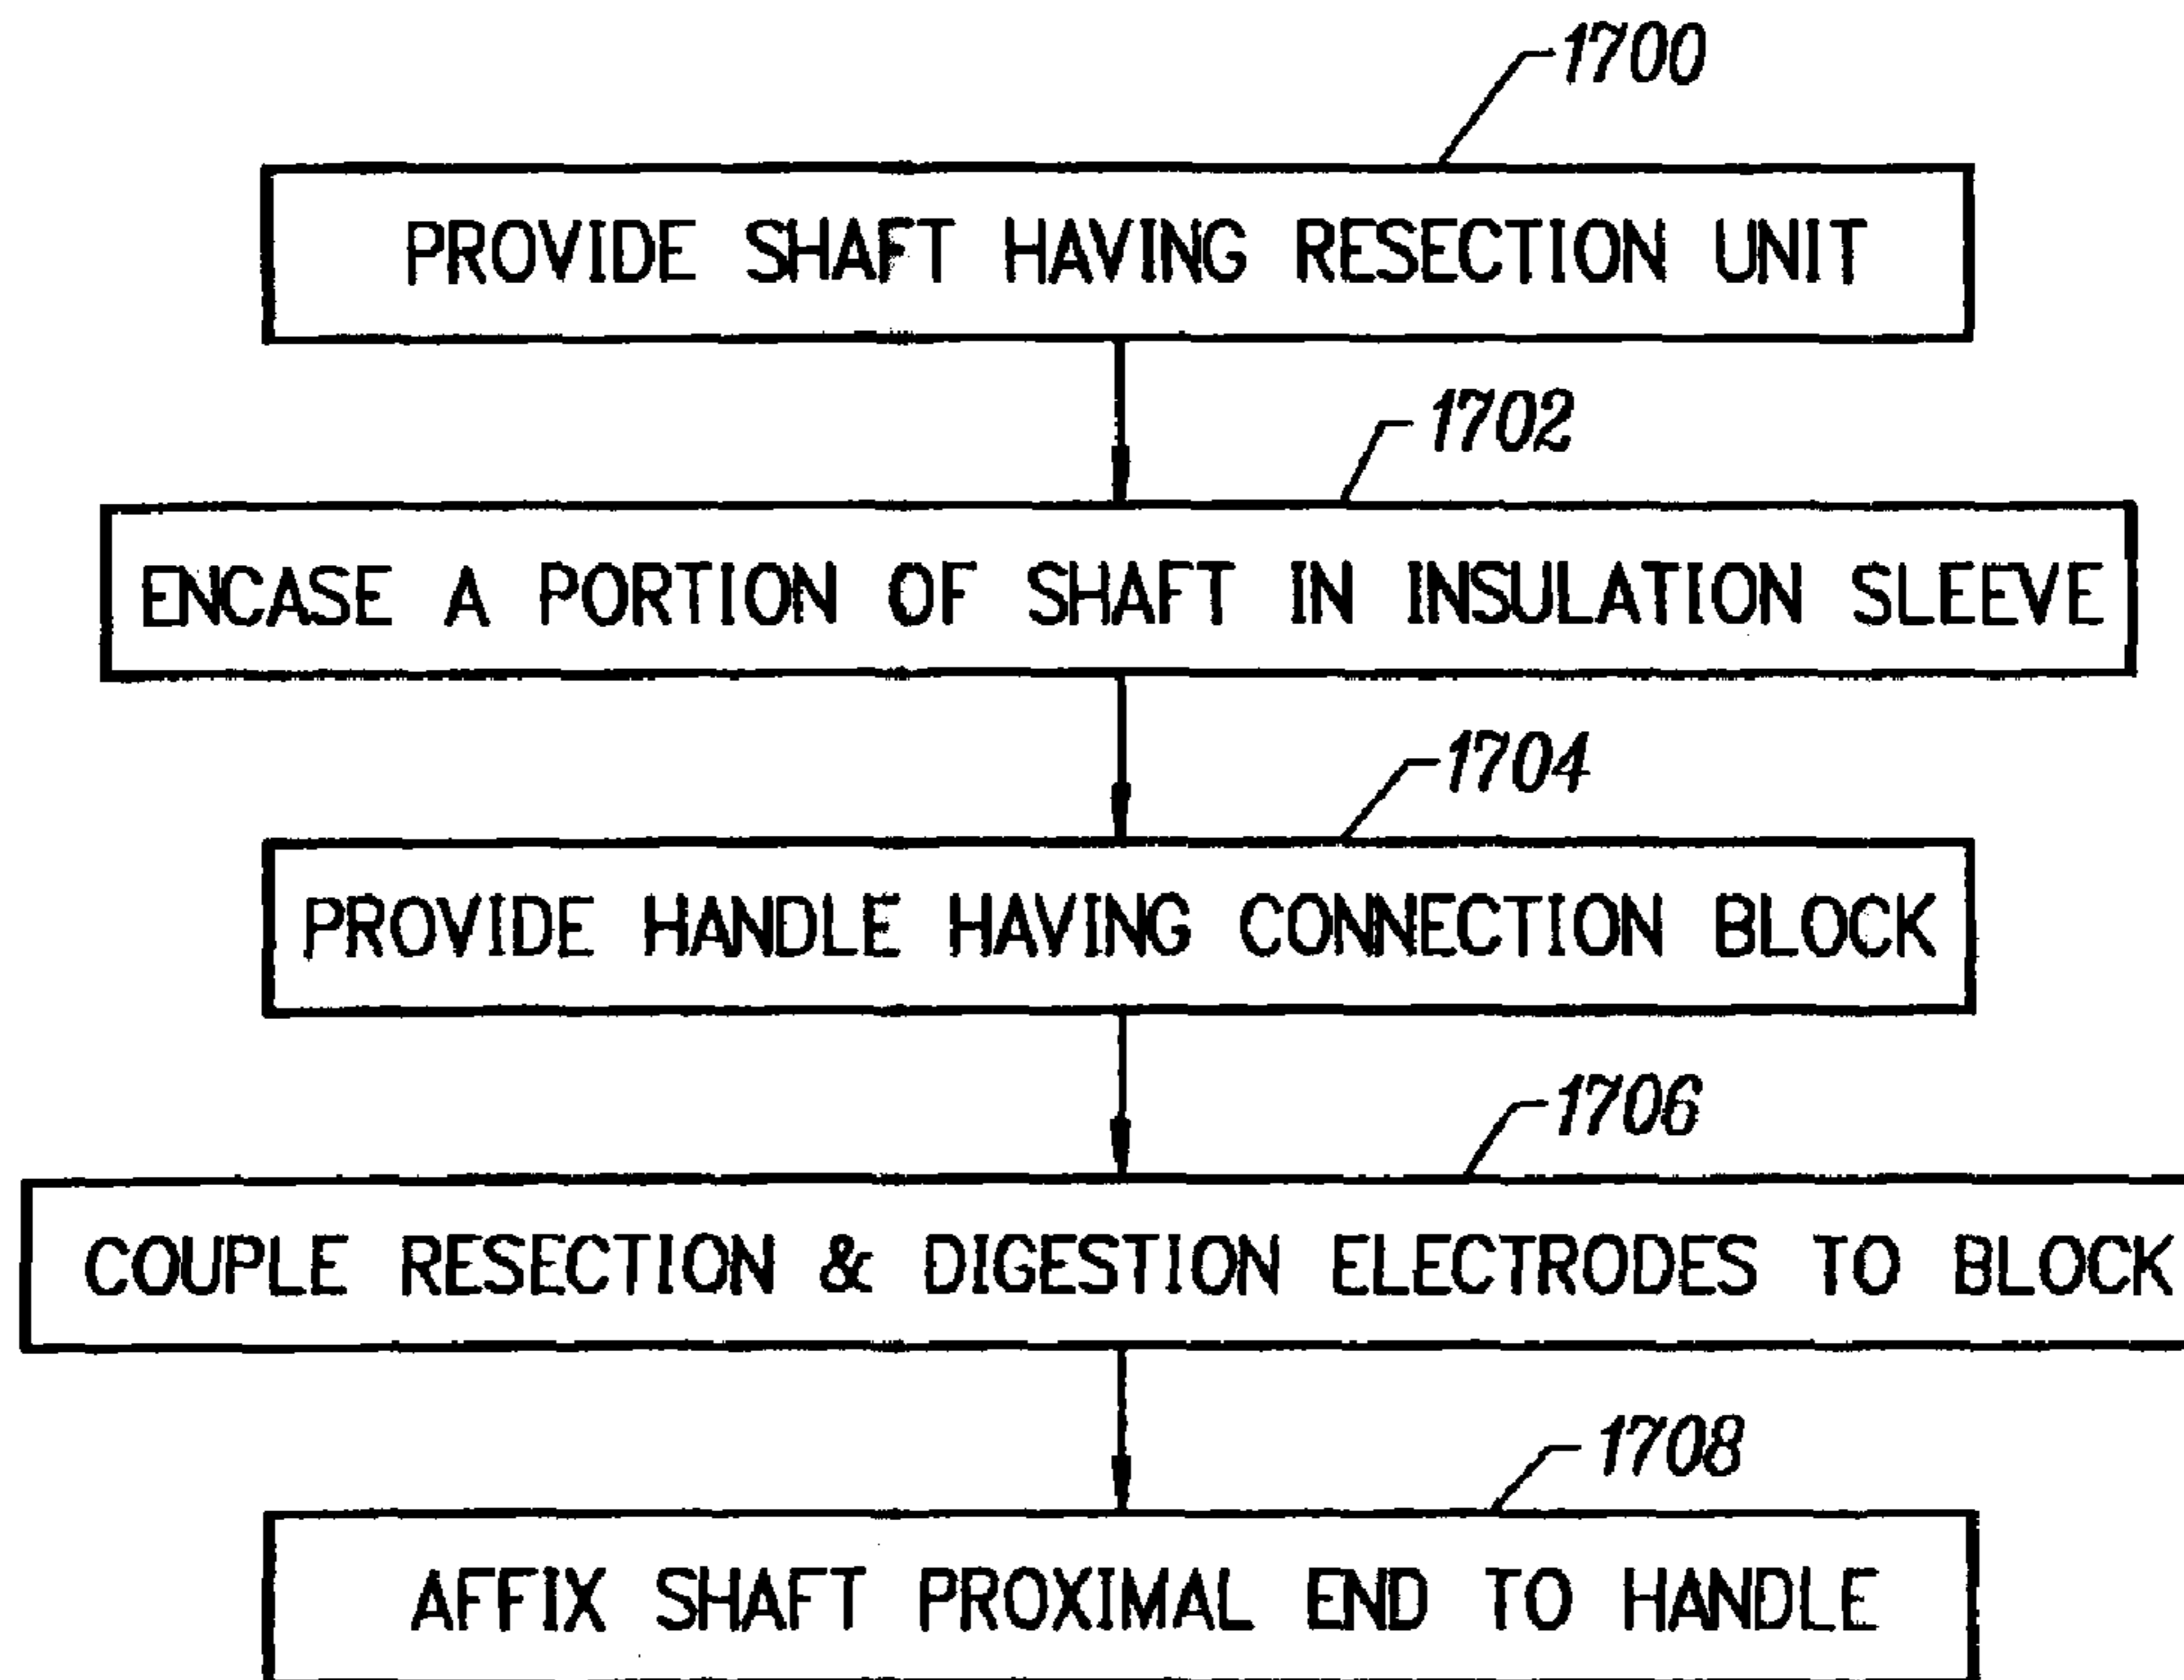 1700
PROVIDE SHAFT HAVING RESECTION UNIT
1702
ENCASE A PORTION OF SHAFT IN INSULATION SLEEVE
1704
PROVIDE HANDLE HAVING CONNECTION BLOCK
1706
COUPLE RESECTION & DIGESTION ELECTRODES TO BLOCK
1708
AFFIX SHAFT PROXIMAL END TO HANDLE